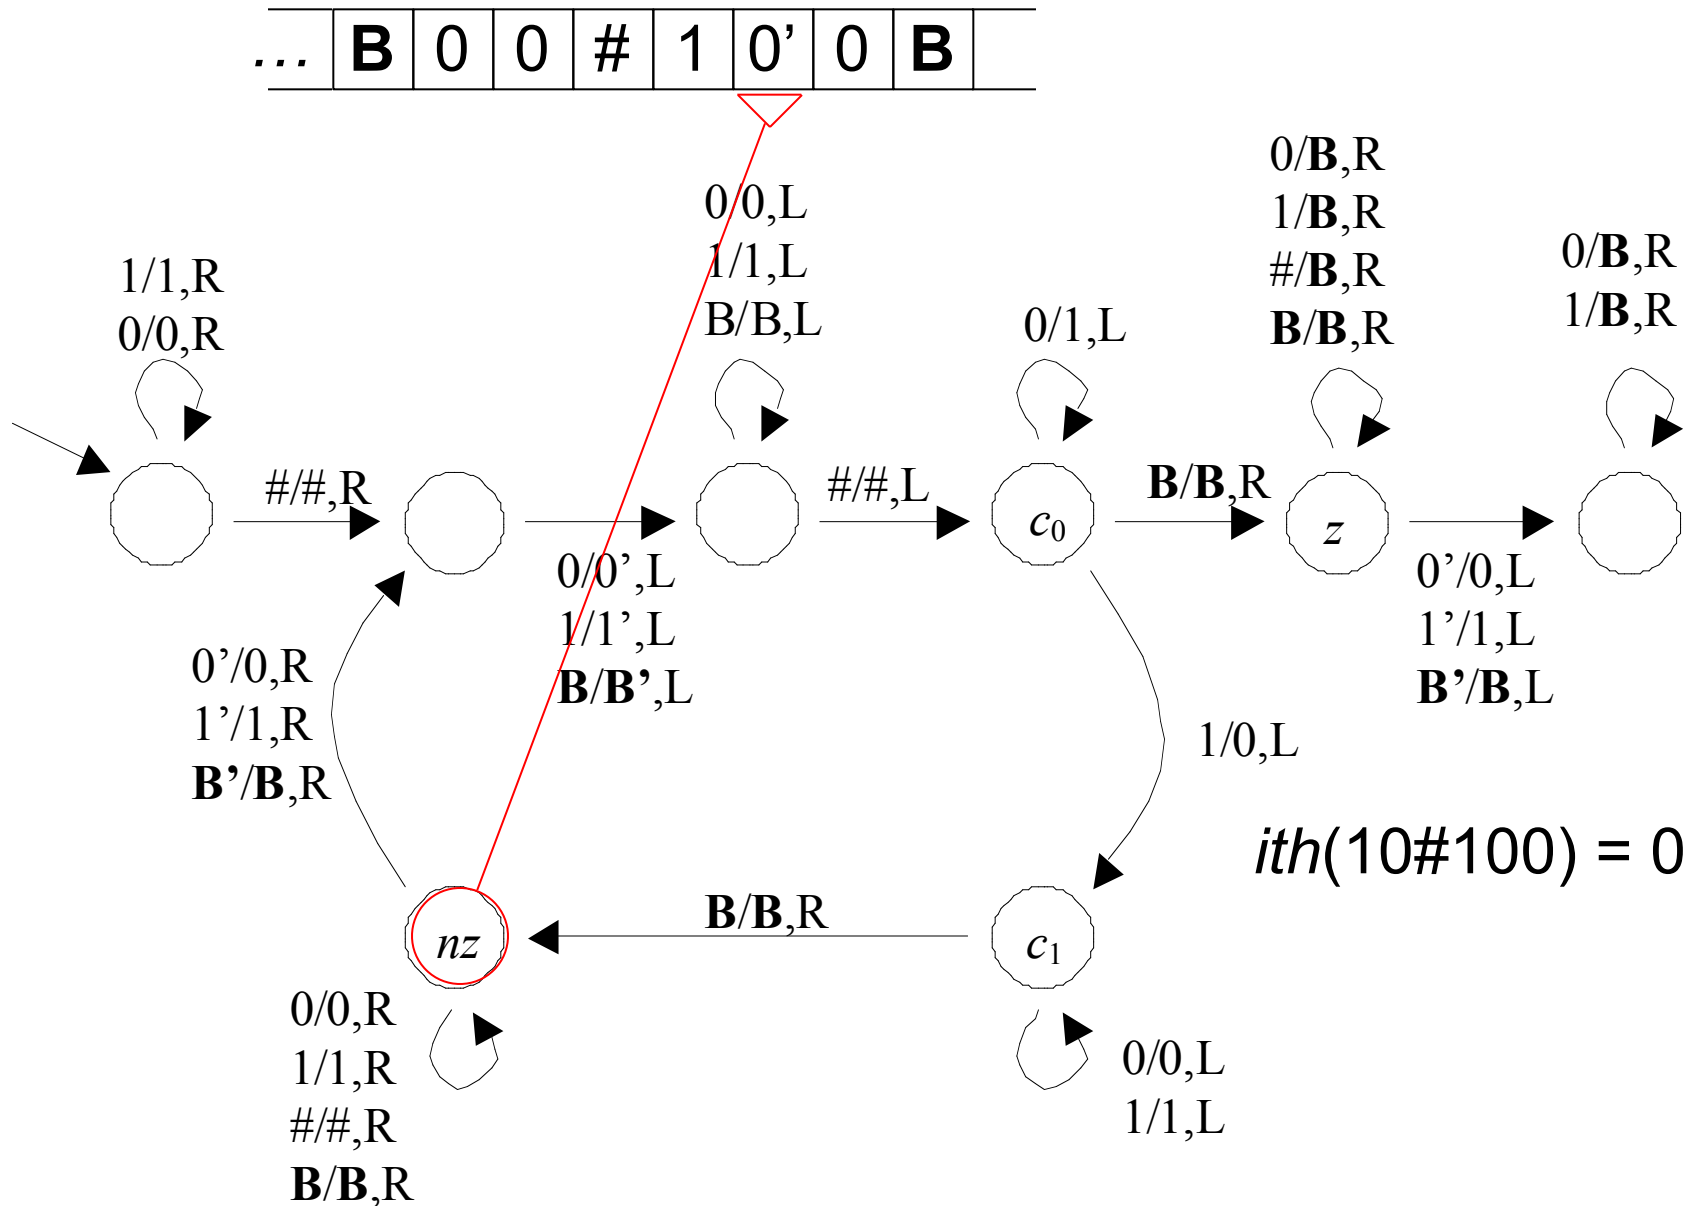 ... B 0 0 # 1 0’ 0 B
0/0,L
1/1,L
B/B,L
0/B,R
1/B,R
#/B,R
B/B,R
0/B,R
1/B,R
1/1,R
0/0,R
0/1,L
#/#,R
#/#,L
B/B,R
c0
z
0/0’,L
1/1’,L
B/B’,L
0’/0,L
1’/1,L
B’/B,L
0’/0,R
1’/1,R
B’/B,R
1/0,L
ith(10#100) = 0
B/B,R
nz
c1
0/0,R
1/1,R
#/#,R
B/B,R
0/0,L
1/1,L